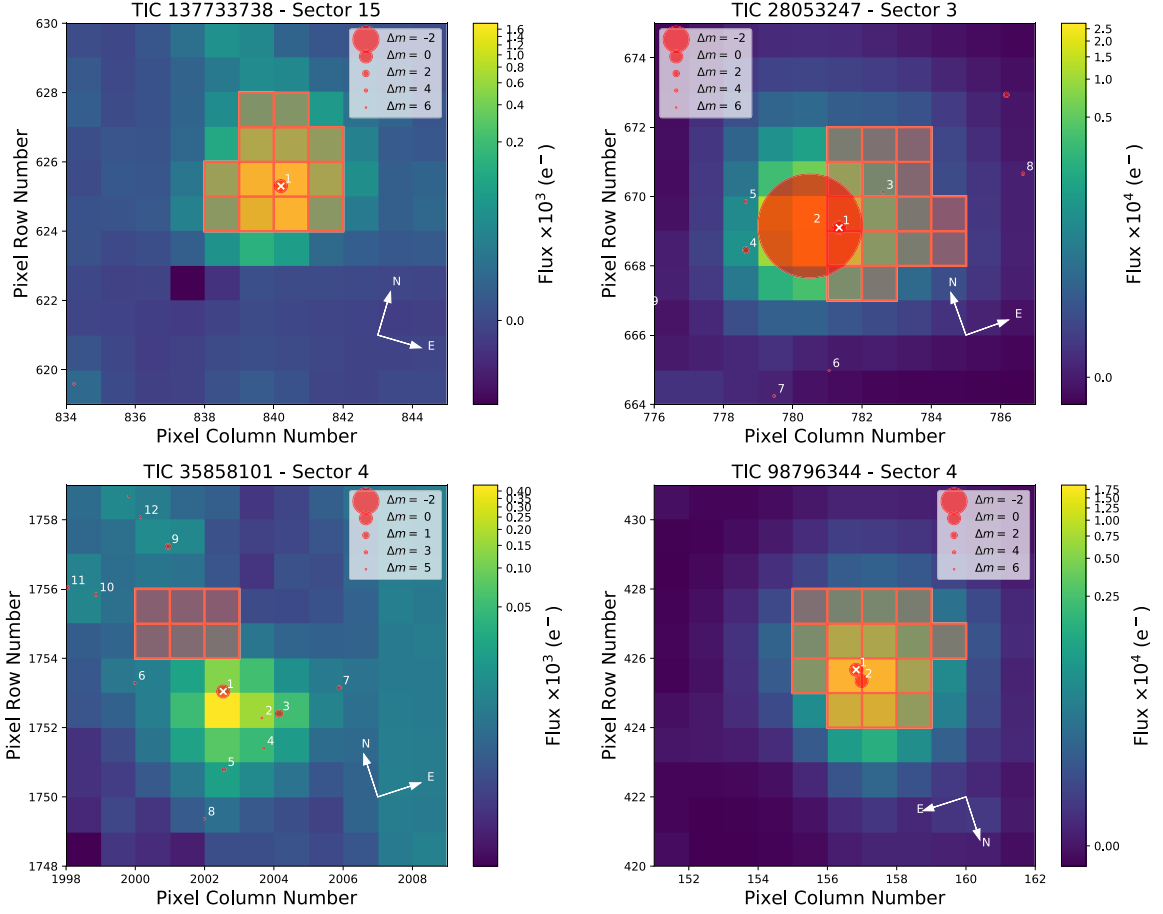 TIC 137733738 - Sector 15
Δm = -2
Δm = 0
Δm = 2
Δm = 4
Δm = 6
1
N
E
630
628
626
624
622
620
834
836
838
840
842
844
Pixel Row Number
Pixel Column Number
1.6
1.4
1.2
1.0
0.8
0.6
0.4
0.2
0.0
Flux ×10³ (e⁻)
TIC 28053247 - Sector 3
Δm = -2
Δm = 0
Δm = 2
Δm = 4
Δm = 6
8
3
5
2
1
4
9
6
7
N
E
674
672
670
668
666
664
776
778
780
782
784
786
Pixel Row Number
Pixel Column Number
2.5
2.0
1.5
1.0
0.5
0.0
Flux ×10⁴ (e⁻)
TIC 35858101 - Sector 4
Δm = -2
Δm = 0
Δm = 1
Δm = 3
Δm = 5
12
9
11
10
6
1
7
2
3
4
5
8
N
E
1758
1756
1754
1752
1750
1748
1998
2000
2002
2004
2006
2008
Pixel Row Number
Pixel Column Number
0.40
0.35
0.30
0.25
0.20
0.15
0.10
0.05
Flux ×10³ (e⁻)
TIC 98796344 - Sector 4
Δm = -2
Δm = 0
Δm = 2
Δm = 4
Δm = 6
1
2
E
N
430
428
426
424
422
420
152
154
156
158
160
162
Pixel Row Number
Pixel Column Number
1.75
1.50
1.25
1.00
0.75
0.50
0.25
0.00
Flux ×10⁴ (e⁻)